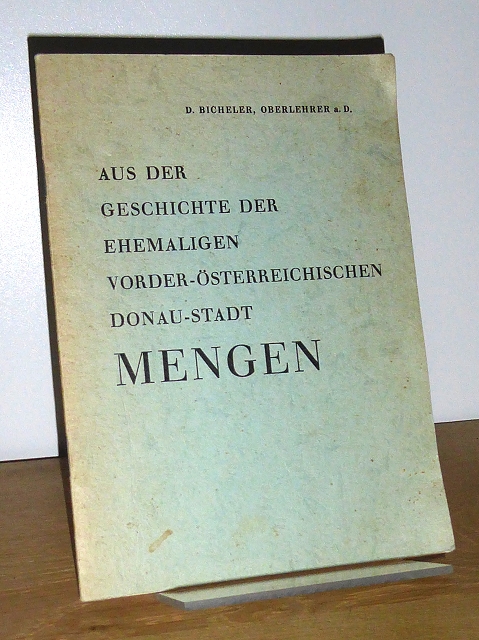 D. BICHELER, OBERLEHRER a. D.
AUS DER
GESCHICHTE DER
EHEMALIGEN
VORDER-ÖSTERREICHISCHEN
DONAU-STADT
MENGEN